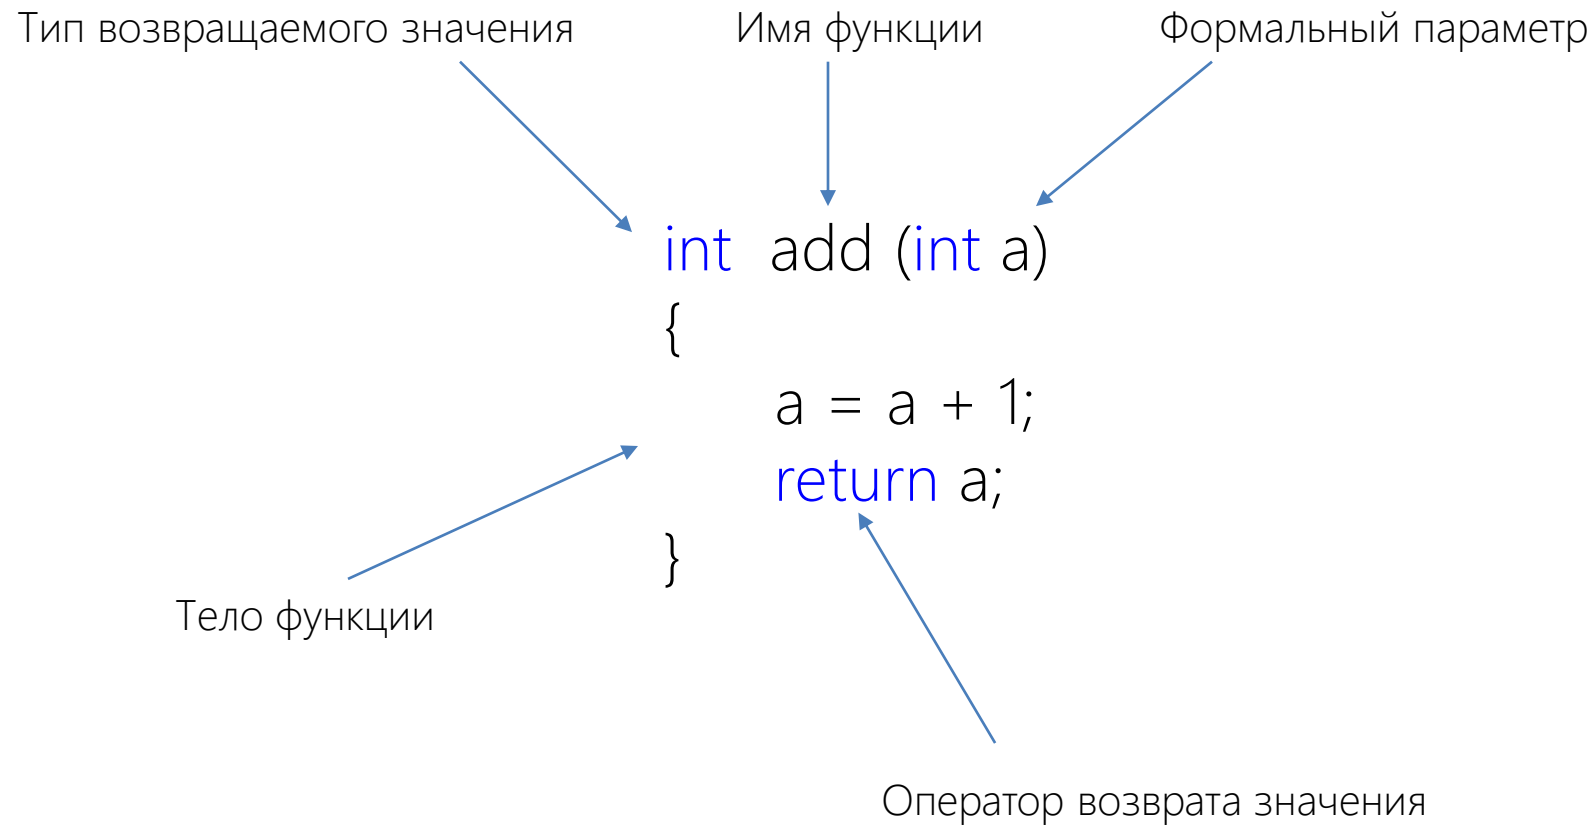 Тип возвращаемого значения
Имя функции
Формальный параметр
int add (int a)
{
a = a + 1;
return a;
}
Тело функции
Оператор возврата значения